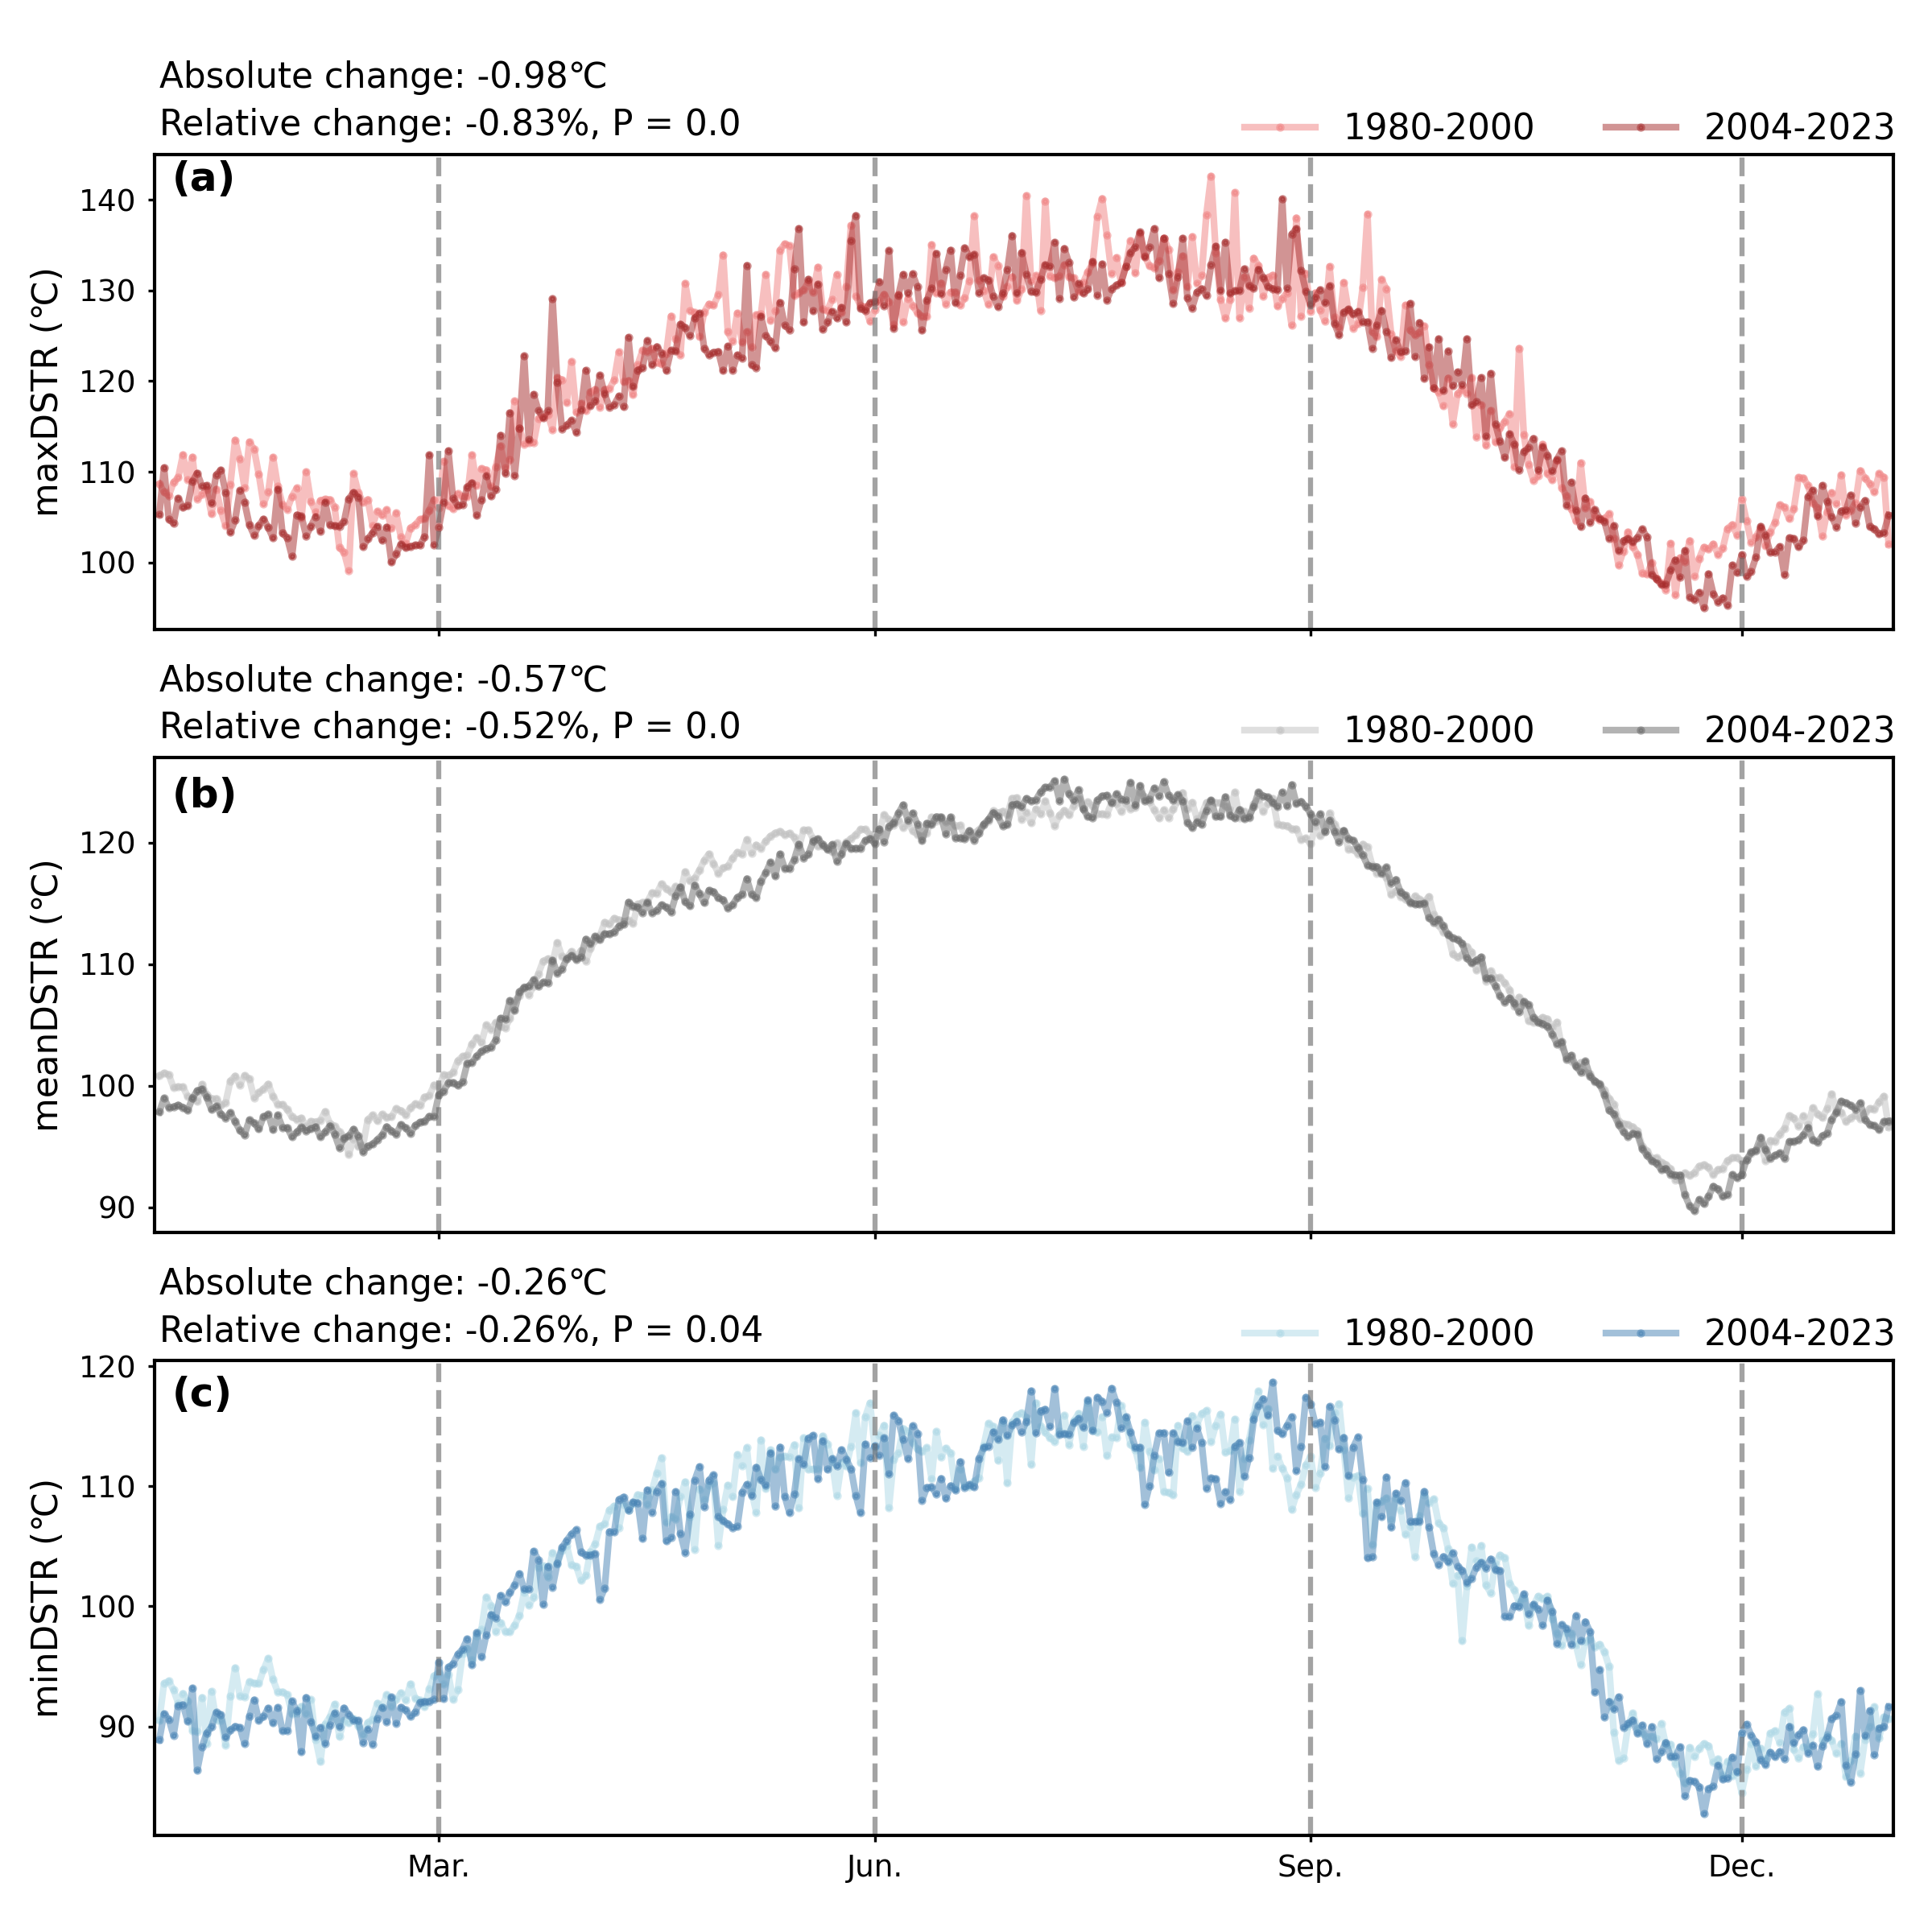 Absolute change: -0.98℃
Relative change: -0.83%, P = 0.0
1980-2000 2004-2023
(a)
maxDSTR (℃)
140
130
120
110
100
Absolute change: -0.57℃
Relative change: -0.52%, P = 0.0
1980-2000 2004-2023
(b)
meanDSTR (℃)
120
110
100
90
Absolute change: -0.26℃
Relative change: -0.26%, P = 0.04
1980-2000 2004-2023
(c)
minDSTR (℃)
120
110
100
90
Mar. Jun. Sep. Dec.